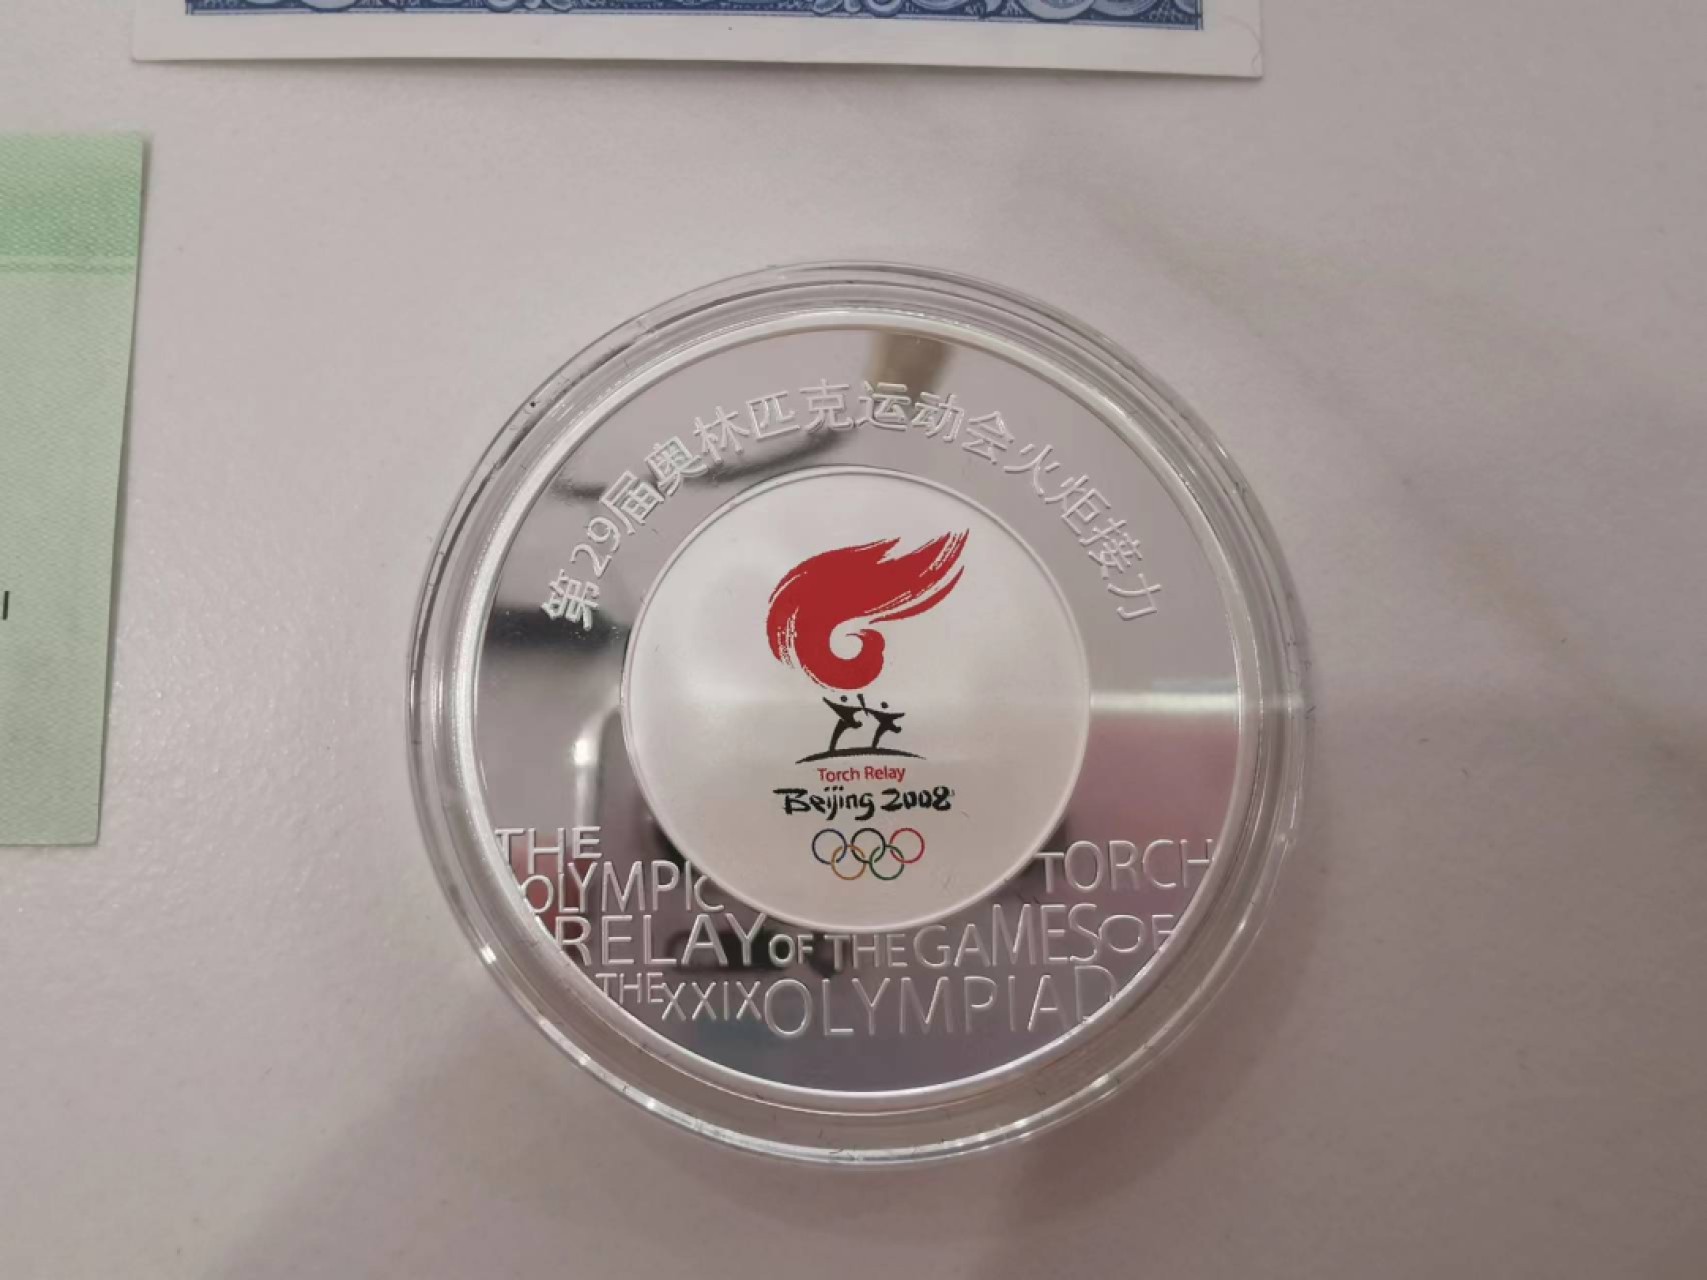 第29届奥林匹克运动会火炬接力
Torch Relay
Beijing 2008
THE
OLYMPIC TORCH
RELAY OF THE GAMES OF
THE XXIX OLYMPIAD